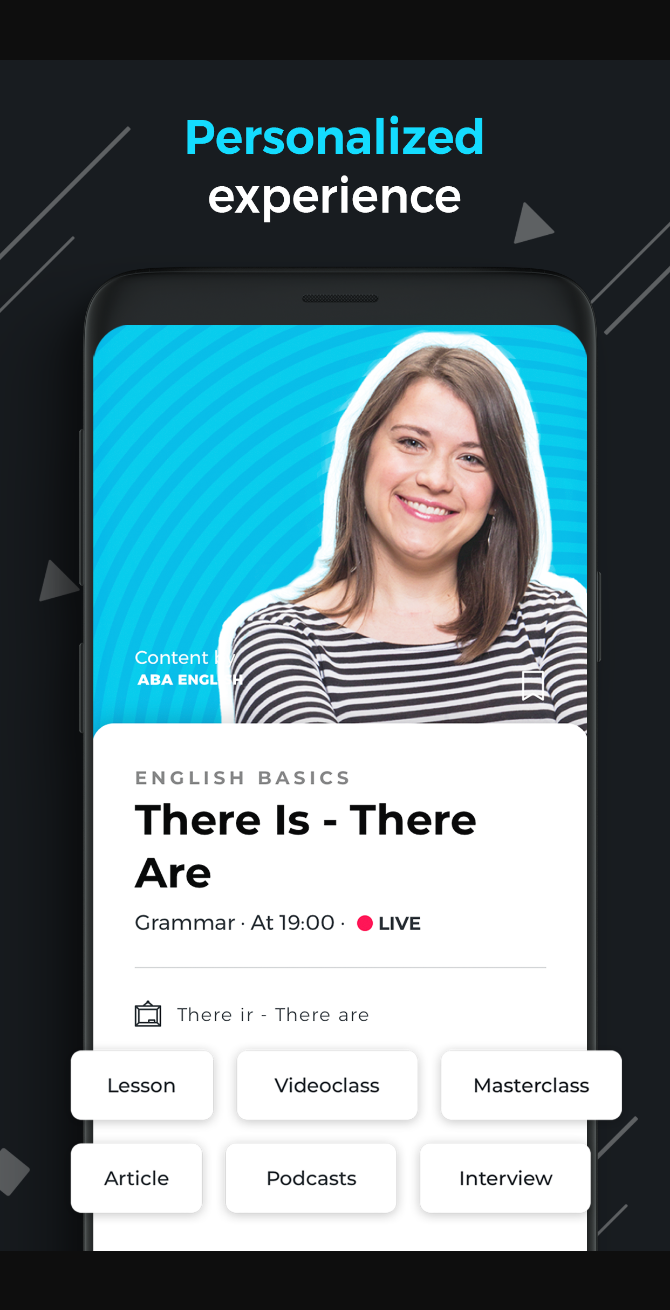 Personalized
experience
Content by
ABA ENGLISH
ENGLISH BASICS
There Is - There
Are
Grammar · At 19:00 · LIVE
There ir - There are
Lesson Videoclass Masterclass
Article Podcasts Interview